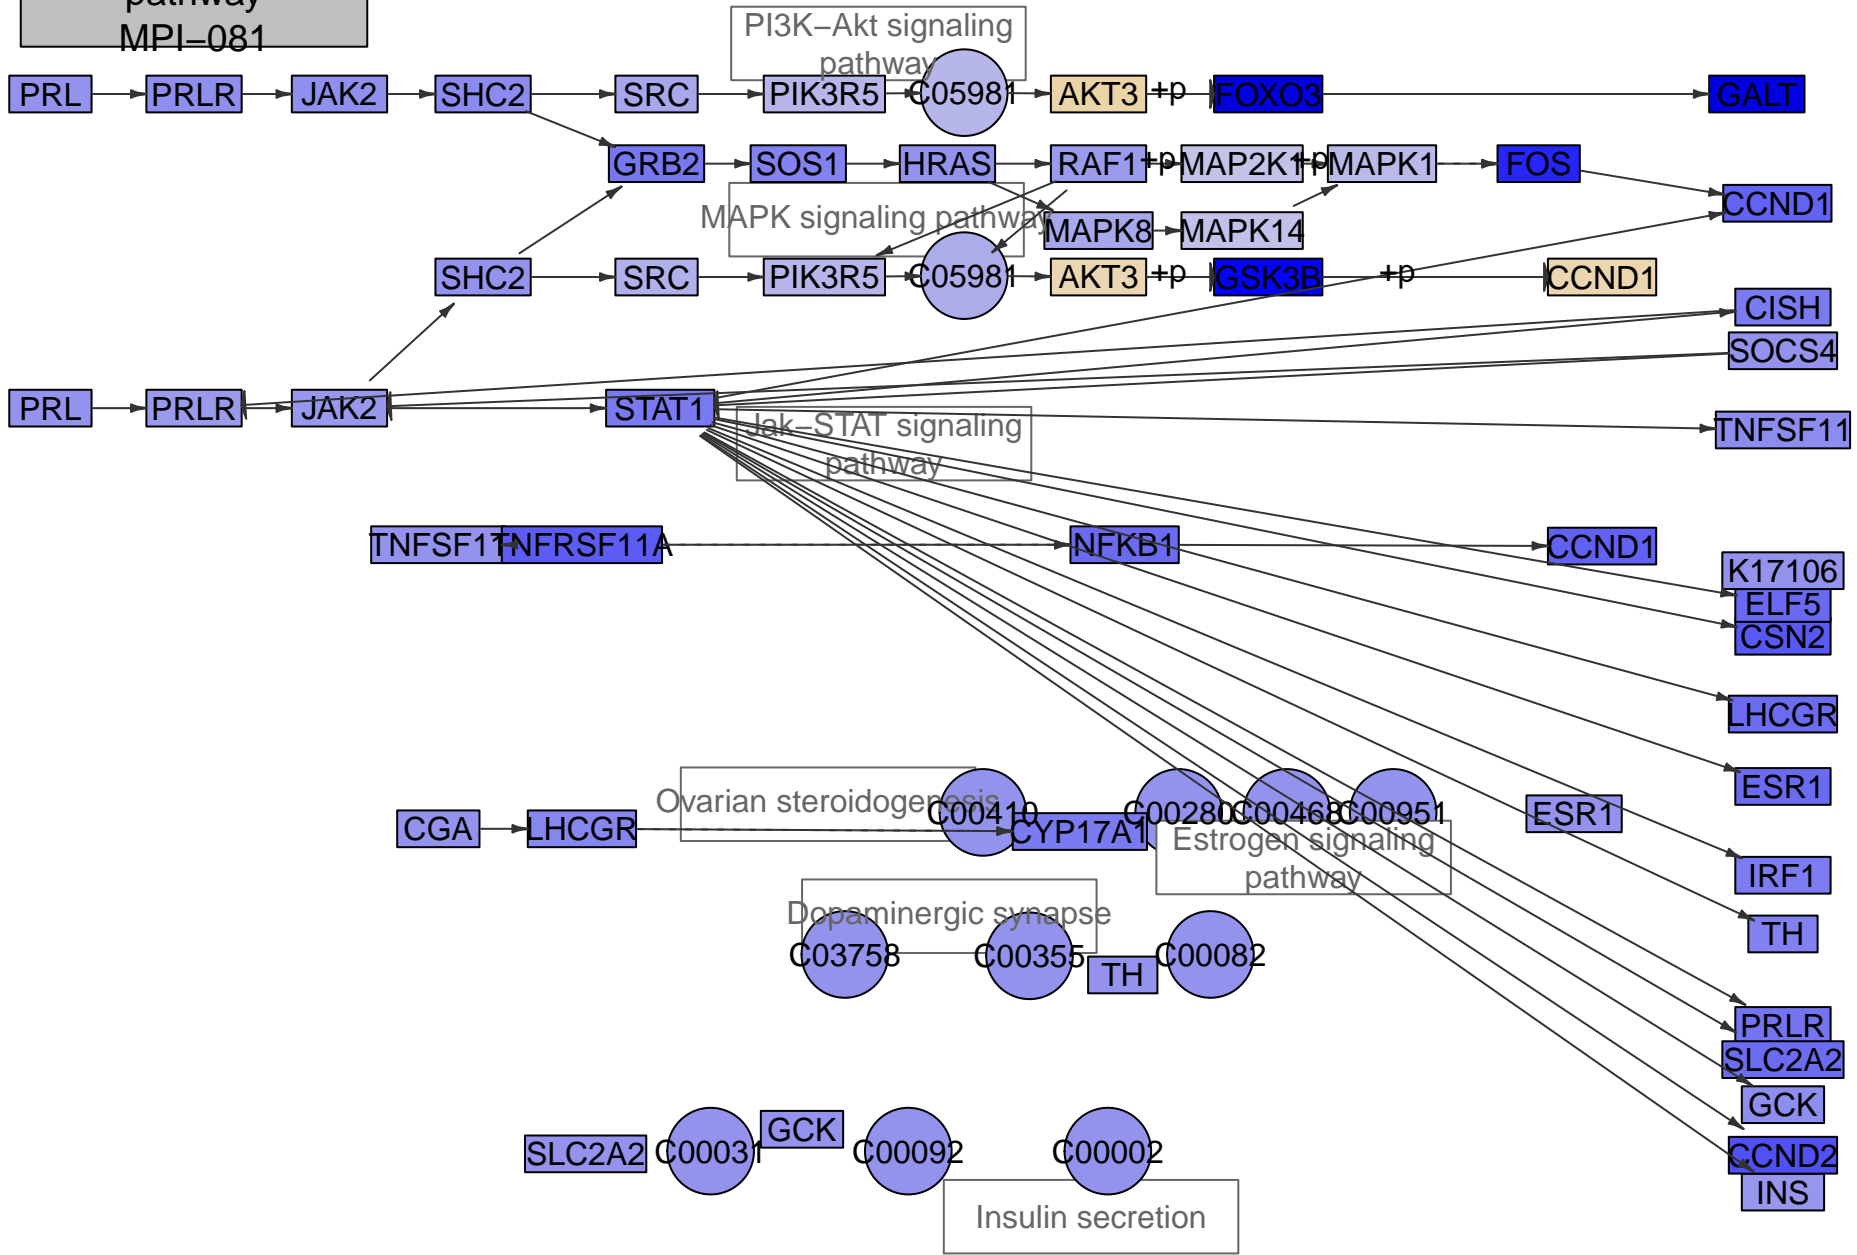 pathway
MPI−081
PI3K−Akt signaling
pathway
PRL
PRLR
JAK2
SHC2
SRC
PIK3R5
C05981
AKT3
+p
FOXO3
GALT
GRB2
SOS1
HRAS
RAF1
+p
MAP2K1
+p
MAPK1
FOS
CCND1
MAPK signaling pathway
MAPK8
MAPK14
SHC2
SRC
PIK3R5
C05981
AKT3
+p
GSK3B
+p
CCND1
CISH
SOCS4
PRL
PRLR
JAK2
STAT1
Jak−STAT signaling
pathway
TNFSF11
TNFSF11
TNFRSF11A
NFKB1
CCND1
K17106
ELF5
CSN2
LHCGR
ESR1
Ovarian steroidogenesis
C00410
C00280
C00468
C00951
ESR1
CGA
LHCGR
CYP17A1
Estrogen signaling
pathway
IRF1
Dopaminergic synapse
TH
C03758
C00355
TH
C00082
PRLR
SLC2A2
GCK
GCK
SLC2A2
C00031
C00092
C00002
CCND2
INS
Insulin secretion